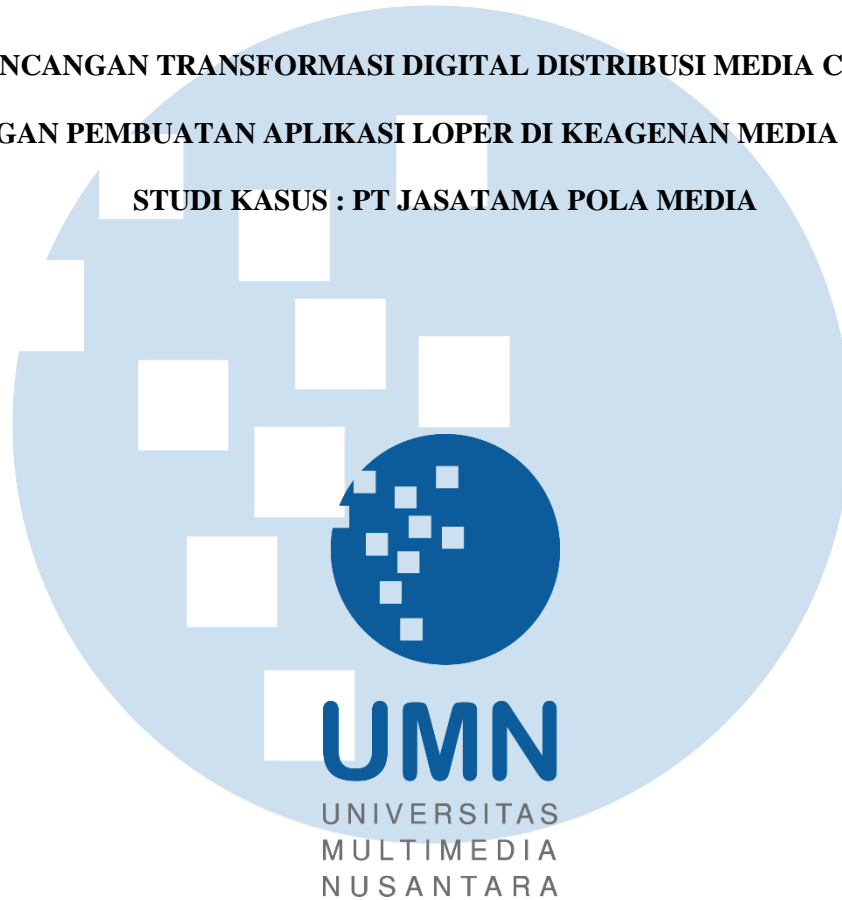 NCANGAN TRANSFORMASI DIGITAL DISTRIBUSI MEDIA C
GAN PEMBUATAN APLIKASI LOPER DI KEAGENAN MEDIA
STUDI KASUS : PT JASATAMA POLA MEDIA
UMN
UNIVERSITAS
MULTIMEDIA
NUSANTARA